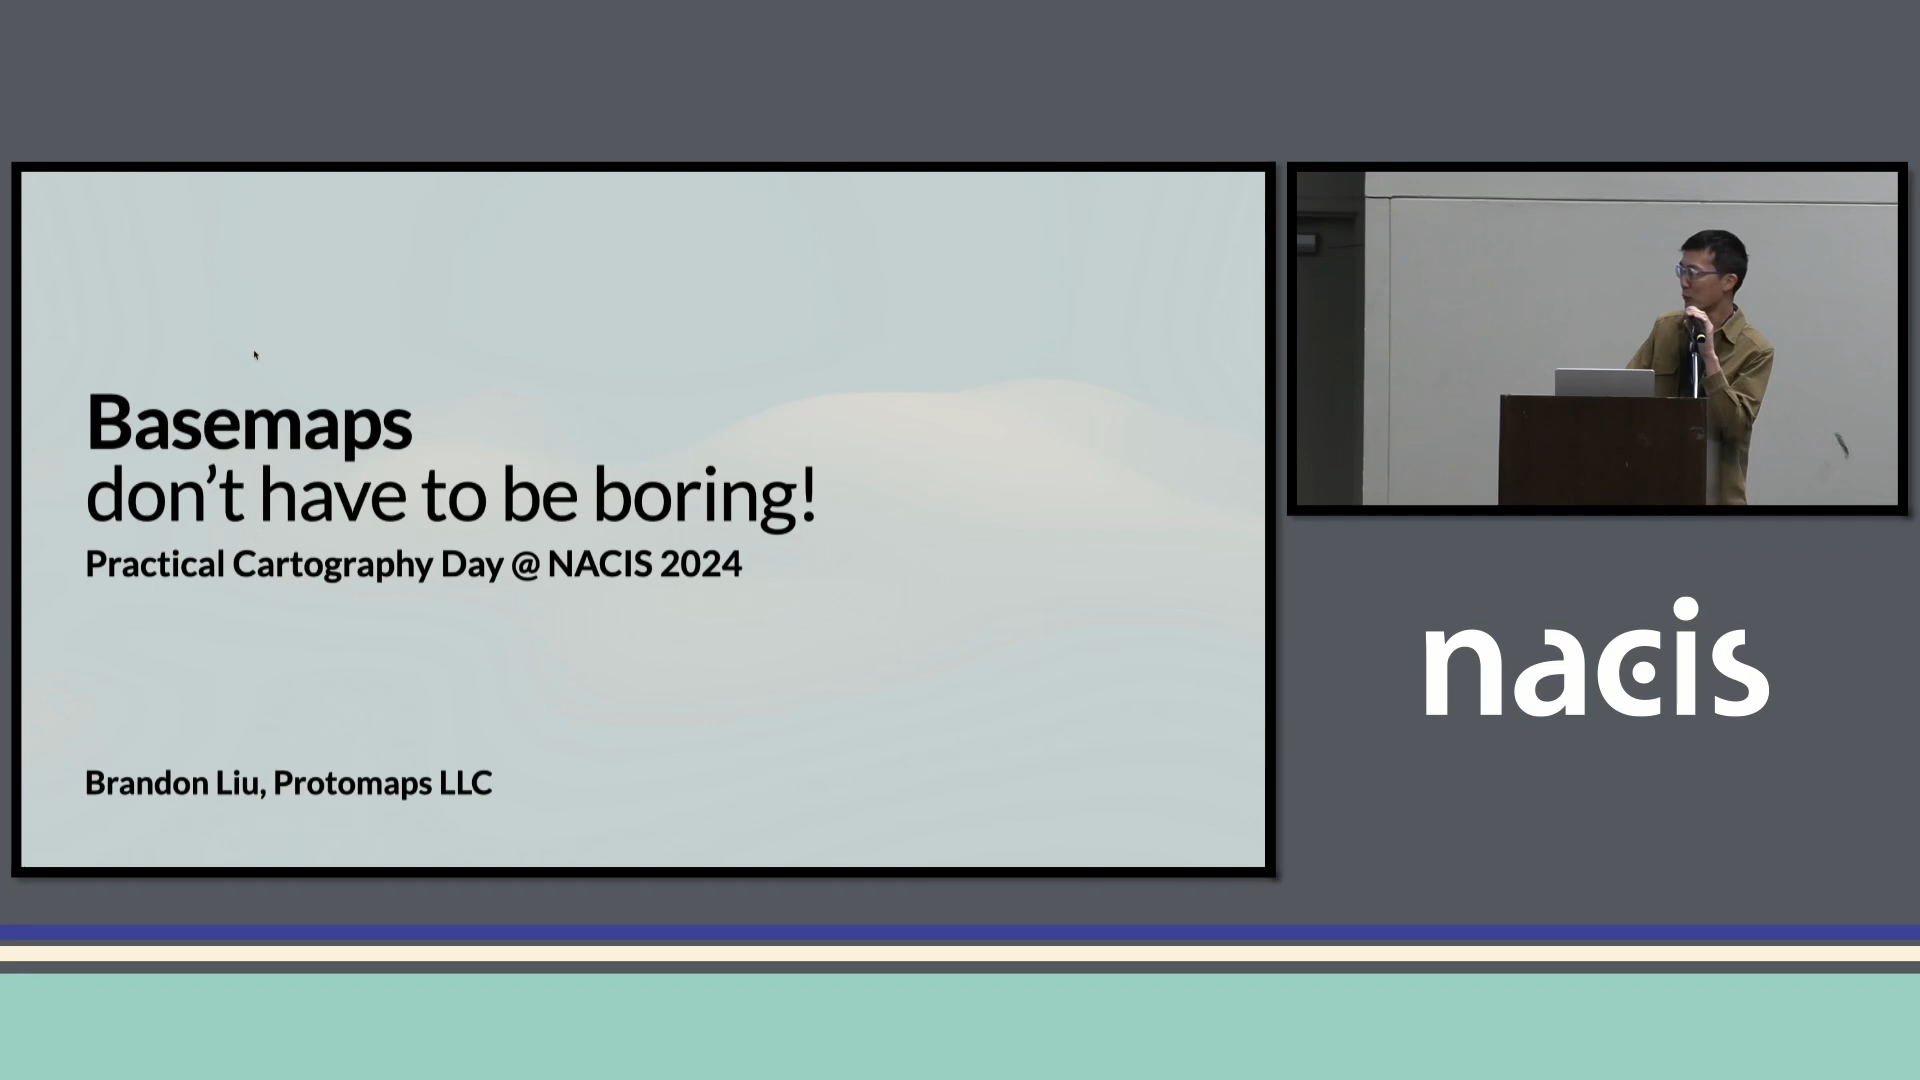 Basemaps
don’t have to be boring!
Practical Cartography Day @ NACIS 2024
Brandon Liu, Protomaps LLC
nacis